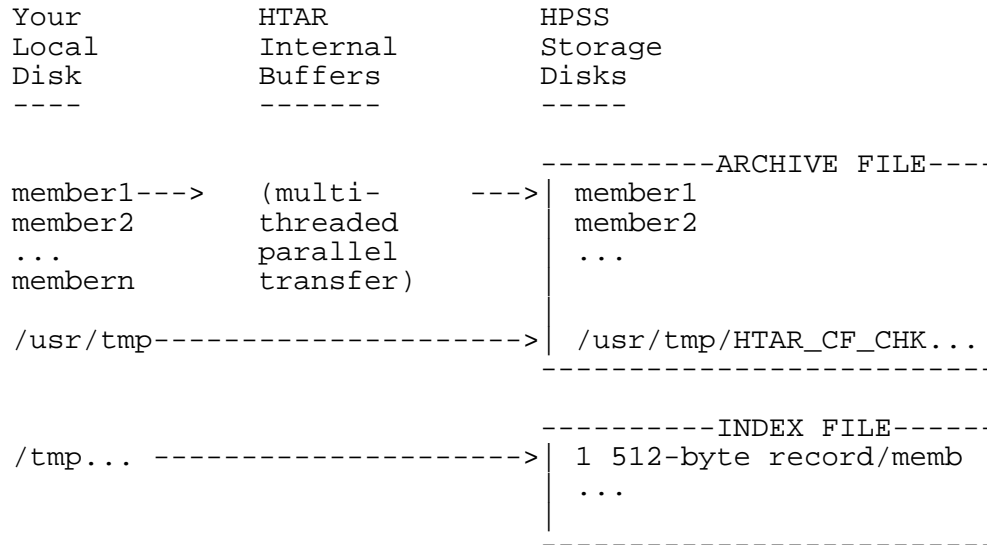 Your          HTAR            HPSS
Local         Internal        Storage
Disk          Buffers         Disks
----          -------         -----
                              ----------ARCHIVE FILE----
member1--->   (multi-     --->| member1
member2       threaded        | member2
...           parallel        | ...
membern       transfer)       |
                              |
/usr/tmp--------------------->| /usr/tmp/HTAR_CF_CHK...
                              --------------------------
                              ----------INDEX FILE------
/tmp... --------------------->| 1 512-byte record/memb
                              | ...
                              |
                              --------------------------